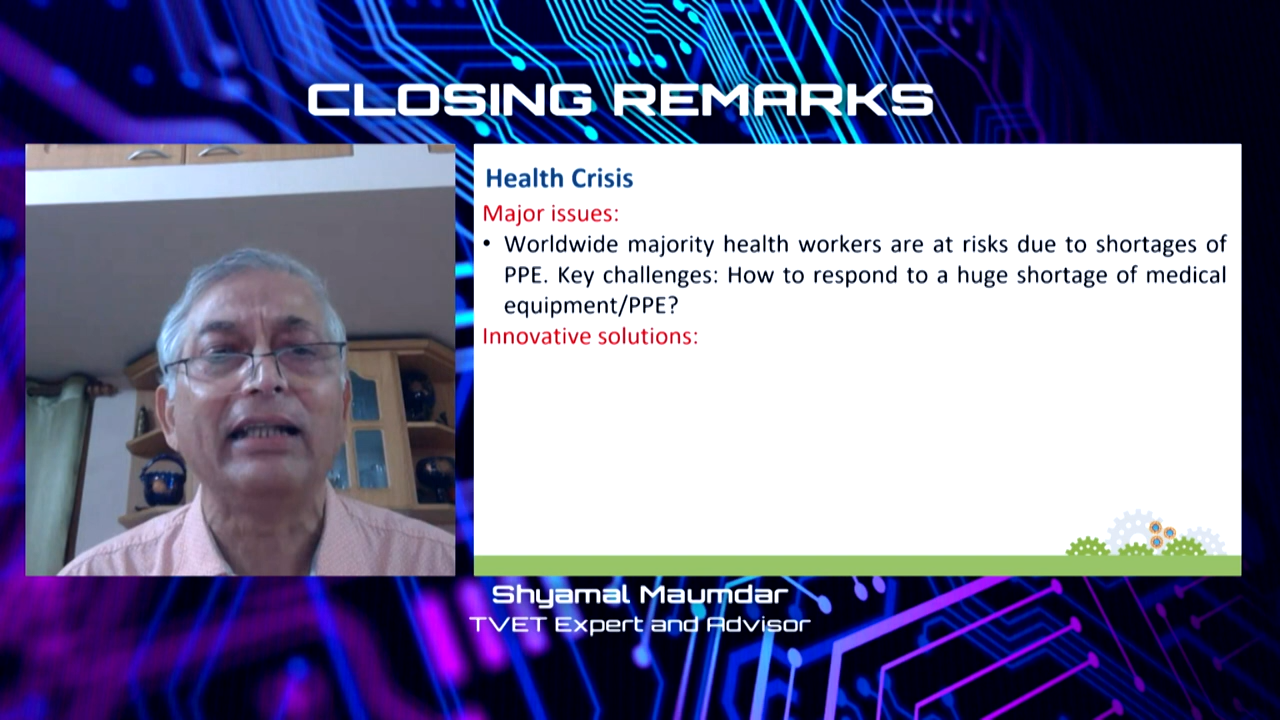 CLOSING REMARKS
Health Crisis
Major issues:
• Worldwide majority health workers are at risks due to shortages of
PPE. Key challenges: How to respond to a huge shortage of medical
equipment/PPE?
Innovative solutions:
Shyamal Maumdar
TVET Expert and Advisor